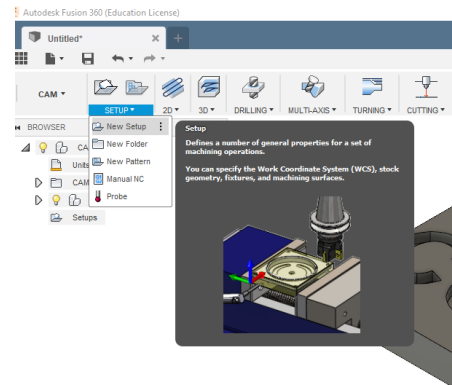 Autodesk Fusion 360 (Education License)
Untitled*
CAM
SETUP
2D
3D
DRILLING
MULTI-AXIS
TURNING
CUTTING
BROWSER
New Setup
New Folder
New Pattern
Manual NC
Probe
CA
Units
CAM
Setups
Setup
Defines a number of general properties for a set of
machining operations.
You can specify the Work Coordinate System (WCS), stock
geometry, fixtures, and machining surfaces.